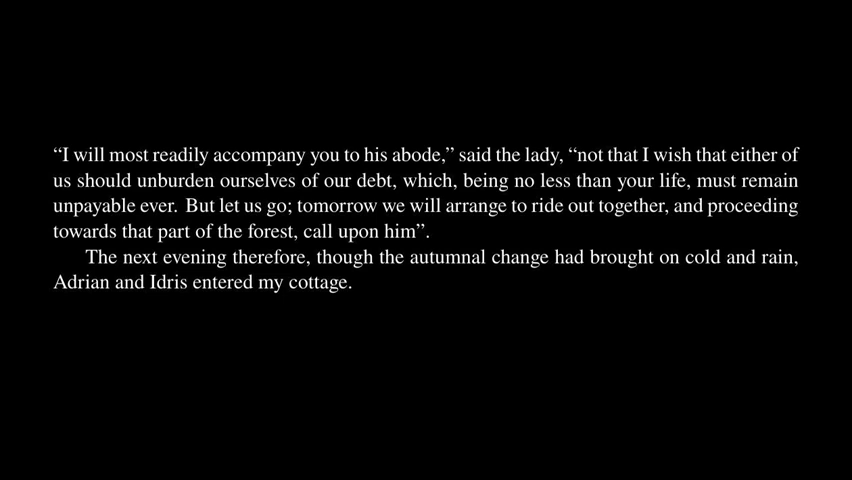 “I will most readily accompany you to his abode,” said the lady, “not that I wish that either of
us should unburden ourselves of our debt, which, being no less than your life, must remain
unpayable ever. But let us go; tomorrow we will arrange to ride out together, and proceeding
towards that part of the forest, call upon him”.
The next evening therefore, though the autumnal change had brought on cold and rain,
Adrian and Idris entered my cottage.